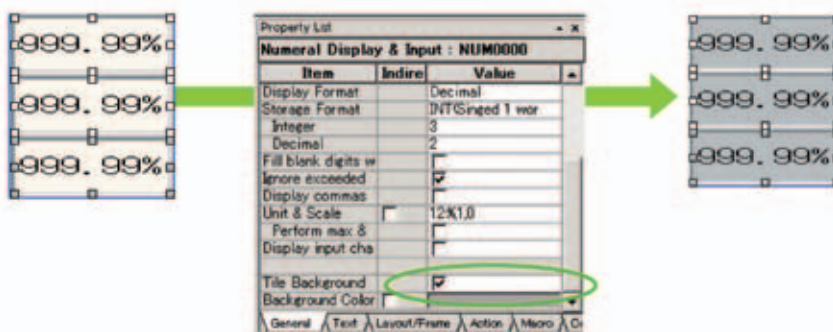 999.99%
999.99%
999.99%
Property List
Numeral Display & Input : NUM0000
Item Indire Value
Display Format Decimal
Storage Format INT(Singed 1 wor
Integer 3
Decimal 2
Fill blank digits w
Ignore exceeded
Display commas
Unit & Scale 12:%1,0
Perform max &
Display input cha
Tile Background
Background Color
General Text Layout/Frame Action Macro
999.99%
999.99%
999.99%